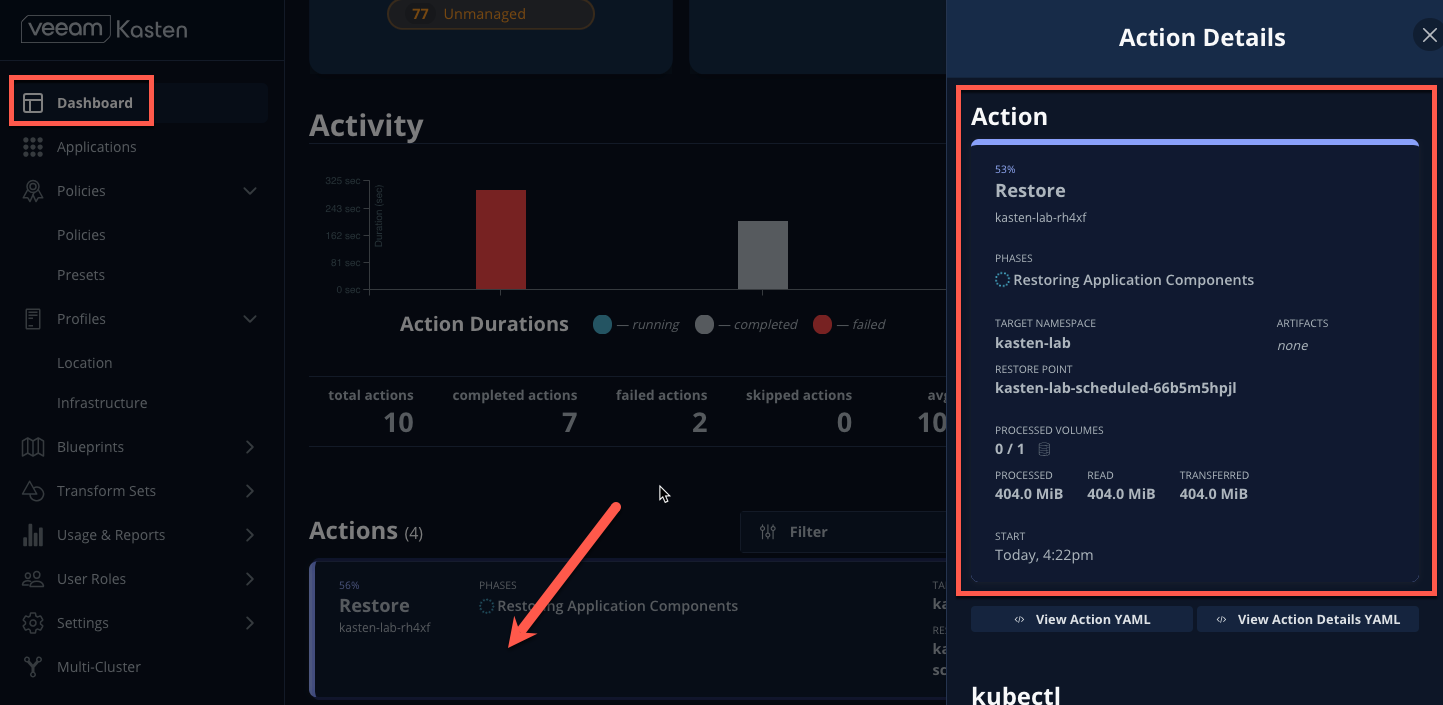 veeam Kasten
Dashboard
Applications
Policies
Policies
Presets
Profiles
Location
Infrastructure
Blueprints
Transform Sets
Usage & Reports
User Roles
Settings
Multi-Cluster
77 Unmanaged
Activity
325 sec
243 sec
162 sec
81 sec
0 sec
Duration (sec)
Action Durations — running — completed — failed
total actions completed actions failed actions skipped actions avg
10 7 2 0 10
Actions (4) Filter
56%
Restore
kasten-lab-rh4xf
PHASES
Restoring Application Components
TA
ka
RE
ka
sc
Action Details
Action
53%
Restore
kasten-lab-rh4xf
PHASES
Restoring Application Components
TARGET NAMESPACE ARTIFACTS
kasten-lab none
RESTORE POINT
kasten-lab-scheduled-66b5m5hpjl
PROCESSED VOLUMES
0 / 1
PROCESSED READ TRANSFERRED
404.0 MiB 404.0 MiB 404.0 MiB
START
Today, 4:22pm
View Action YAML View Action Details YAML
kubectl